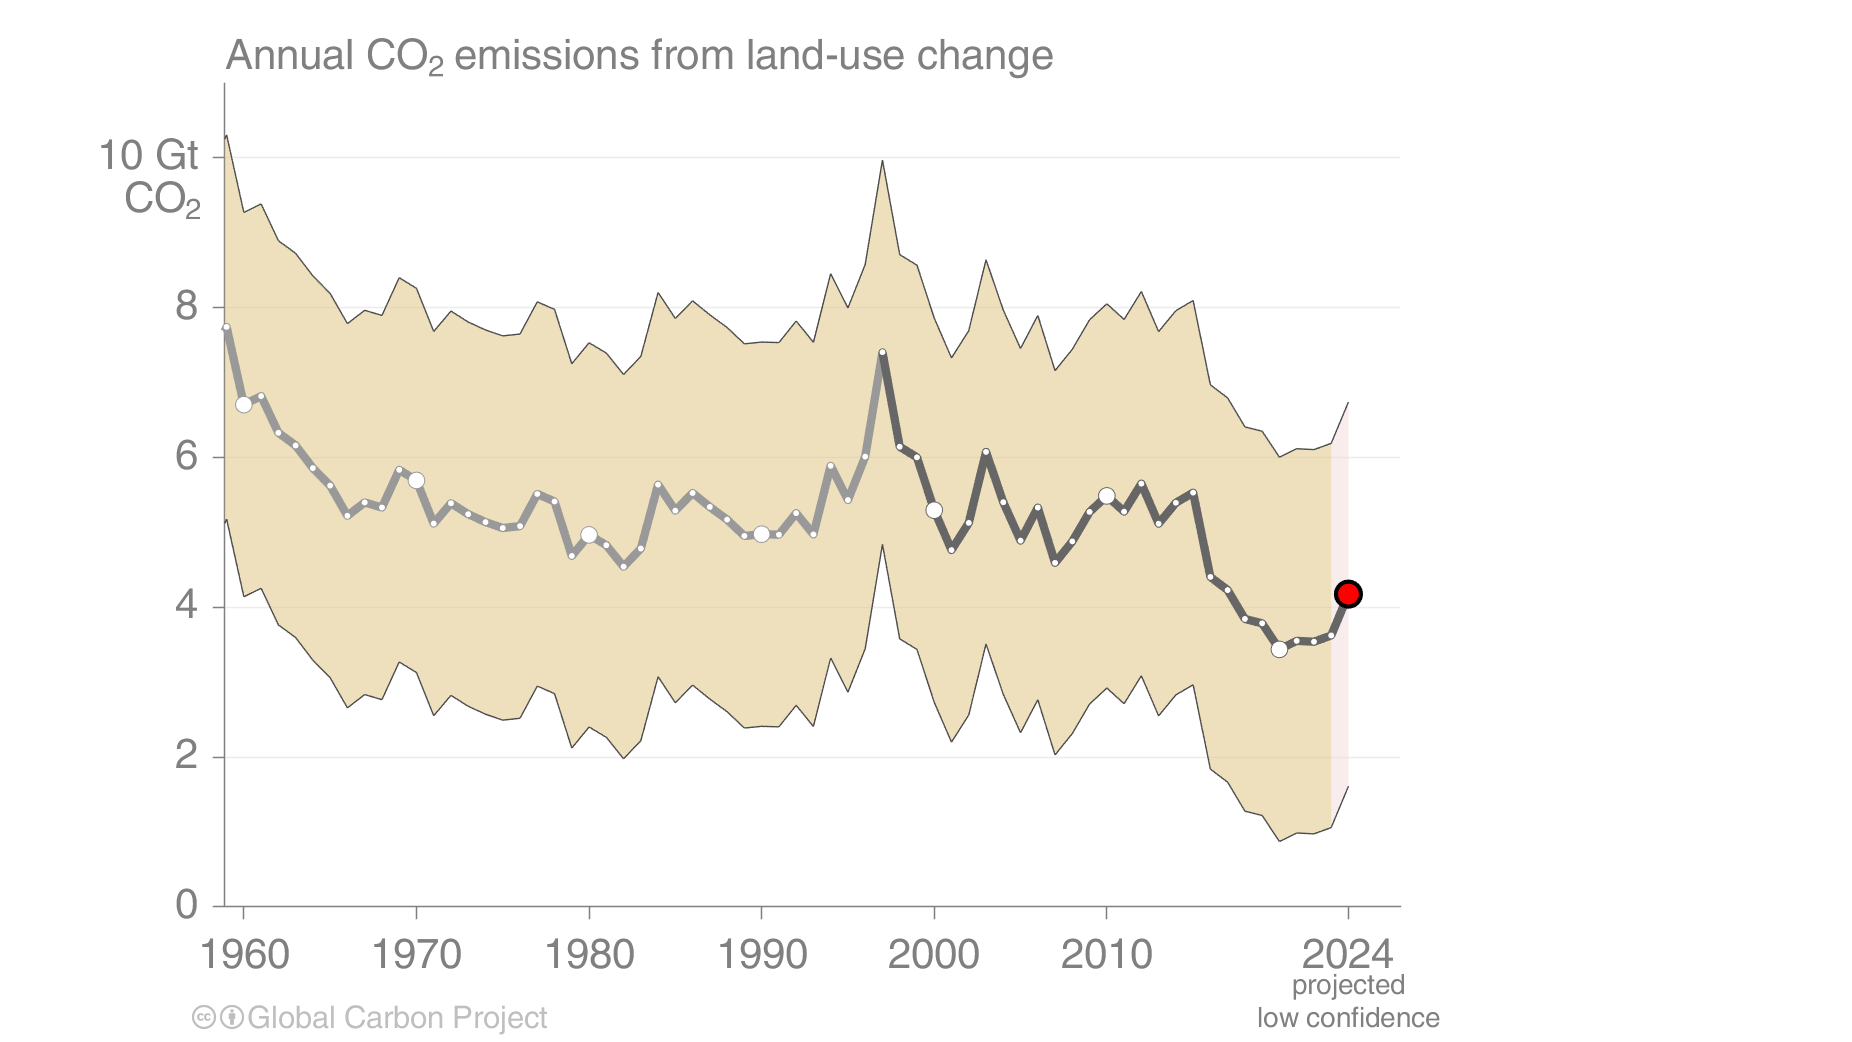 Annual CO₂ emissions from land-use change
10 Gt
CO₂
8
6
4
2
0
1960 1970 1980 1990 2000 2010 2024
projected
low confidence
cc Global Carbon Project